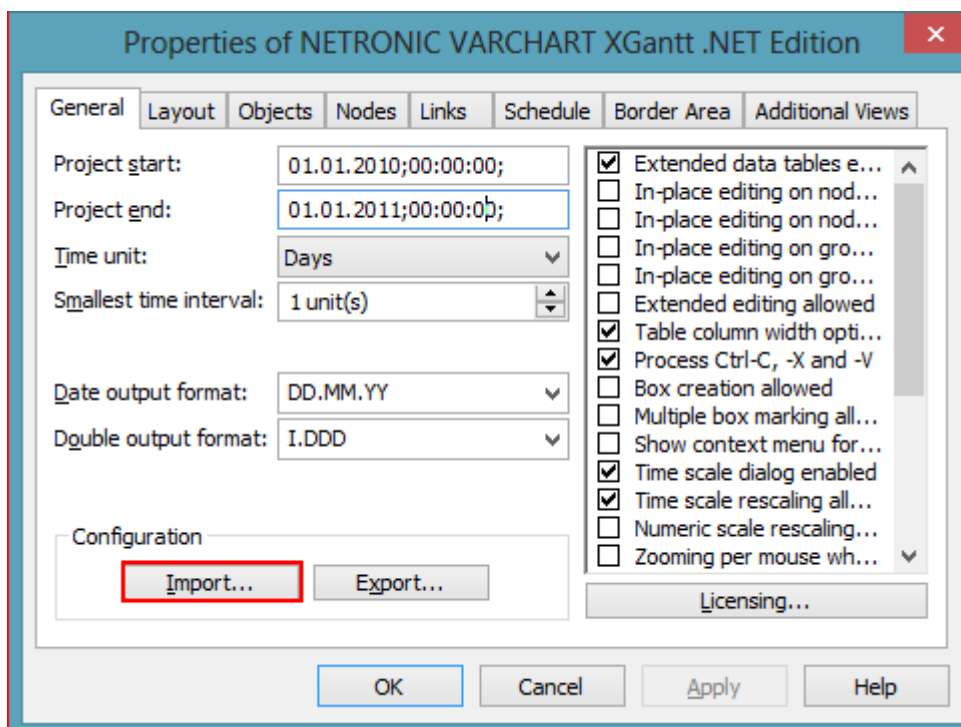 Properties of NETRONIC VARCHART XGantt .NET Edition
General Layout Objects Nodes Links Schedule Border Area Additional Views
Project start: 01.01.2010;00:00:00;
Project end: 01.01.2011;00:00:00;
Time unit: Days
Smallest time interval: 1 unit(s)
Date output format: DD.MM.YY
Double output format: I.DDD
Configuration
Import...
Export...
Extended data tables e...
In-place editing on nod...
In-place editing on nod...
In-place editing on gro...
In-place editing on gro...
Extended editing allowed
Table column width opti...
Process Ctrl-C, -X and -V
Box creation allowed
Multiple box marking all...
Show context menu for...
Time scale dialog enabled
Time scale rescaling all...
Numeric scale rescaling...
Zooming per mouse wh...
Licensing...
OK Cancel Apply Help